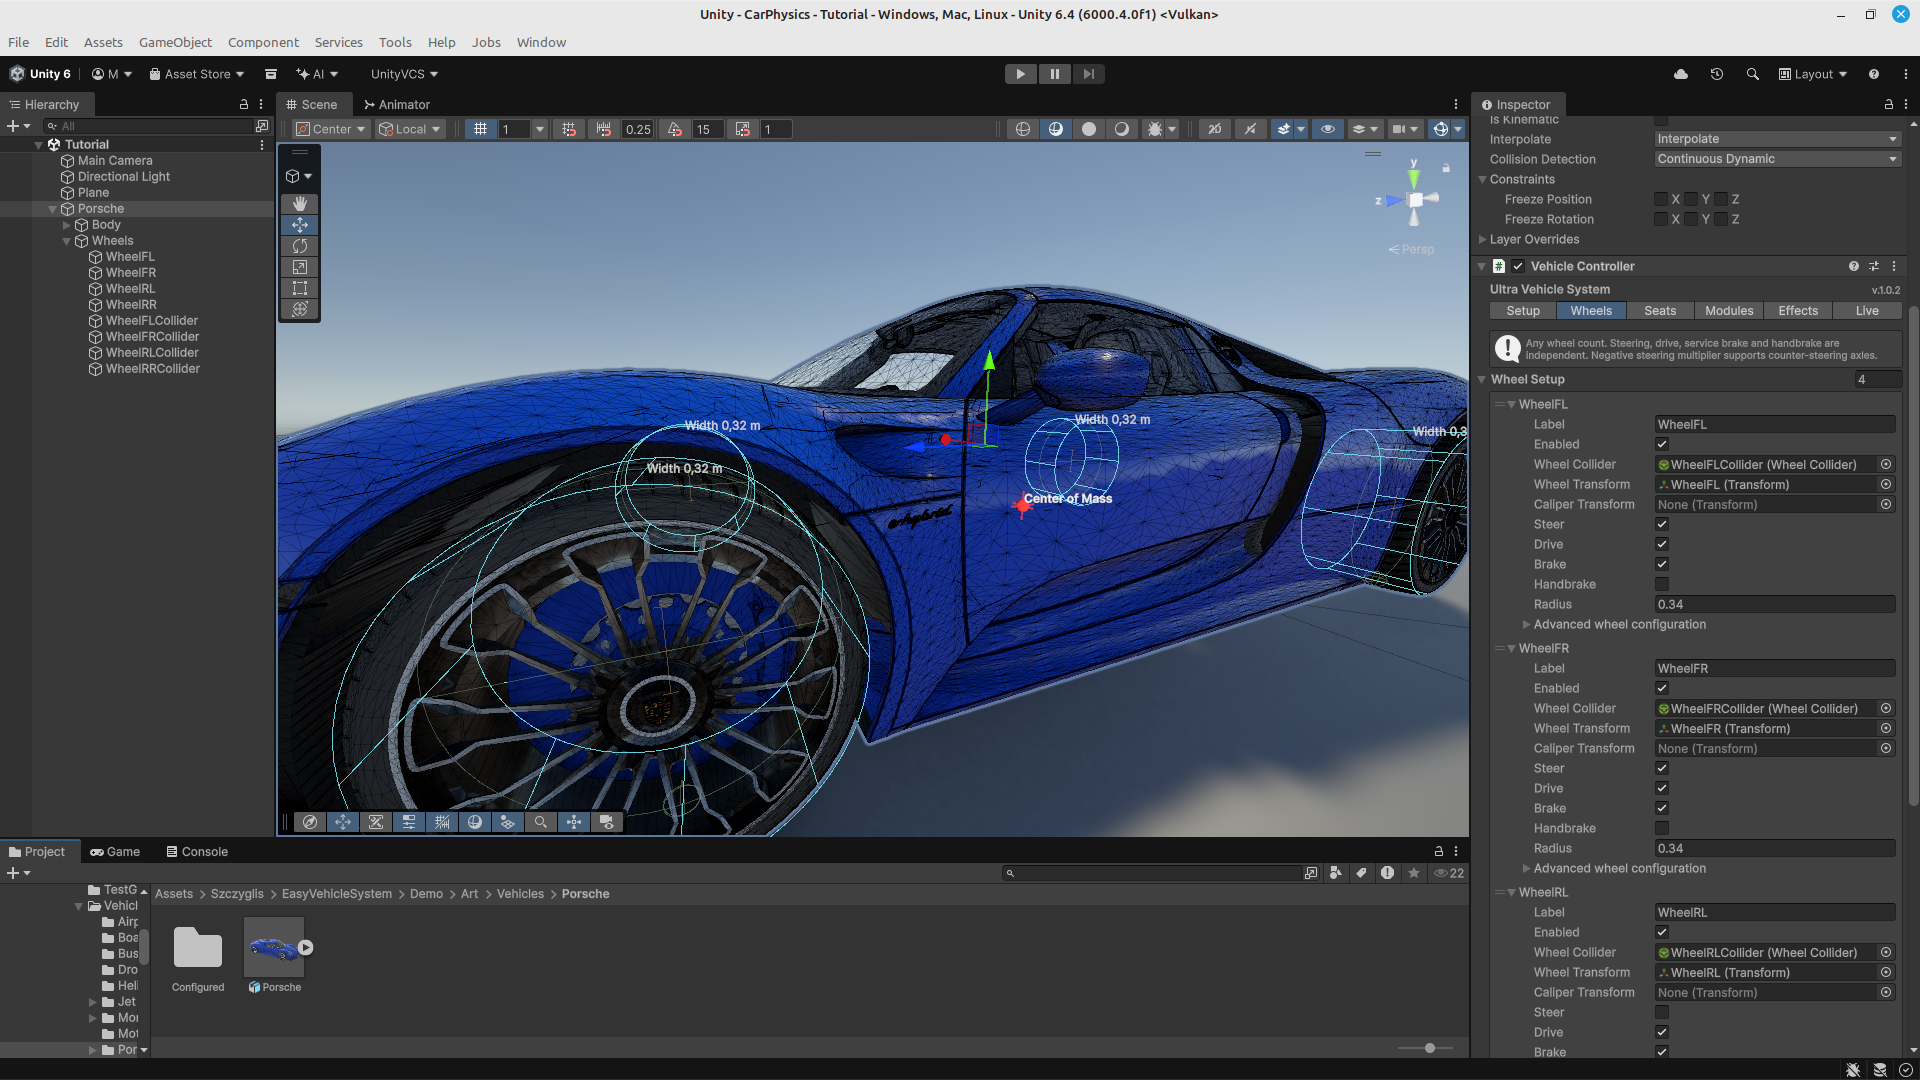 Unity - CarPhysics - Tutorial - Windows, Mac, Linux - Unity 6.4 (6000.4.0f1) <Vulkan>
File Edit Assets GameObject Component Services Tools Help Jobs Window
Unity 6 M Asset Store AI UnityVCS Layout
Hierarchy
All
Tutorial
Main Camera
Directional Light
Plane
Porsche
Body
Wheels
WheelFL
WheelFR
WheelRL
WheelRR
WheelFLCollider
WheelFRCollider
WheelRLCollider
WheelRRCollider
Scene Animator
Center Local 1 0.25 15 1 2D
y
z
Persp
Width 0,32 m
Width 0,32 m
Width 0,32 m
Width 0,3
Center of Mass
Inspector
Is Kinematic
Interpolate Interpolate
Collision Detection Continuous Dynamic
Constraints
Freeze Position X Y Z
Freeze Rotation X Y Z
Layer Overrides
Vehicle Controller
Ultra Vehicle System v.1.0.2
Setup Wheels Seats Modules Effects Live
Any wheel count. Steering, drive, service brake and handbrake are
independent. Negative steering multiplier supports counter-steering axles.
Wheel Setup 4
WheelFL
Label WheelFL
Enabled
Wheel Collider WheelFLCollider (Wheel Collider)
Wheel Transform WheelFL (Transform)
Caliper Transform None (Transform)
Steer
Drive
Brake
Handbrake
Radius 0.34
Advanced wheel configuration
WheelFR
Label WheelFR
Enabled
Wheel Collider WheelFRCollider (Wheel Collider)
Wheel Transform WheelFR (Transform)
Caliper Transform None (Transform)
Steer
Drive
Brake
Handbrake
Radius 0.34
Advanced wheel configuration
WheelRL
Label WheelRL
Enabled
Wheel Collider WheelRLCollider (Wheel Collider)
Wheel Transform WheelRL (Transform)
Caliper Transform None (Transform)
Steer
Drive
Brake
Project Game Console
22
TestG
Vehicl
Airp
Boa
Bus
Dro
Heli
Jet
Mor
Mot
Por
Assets > Szczyglis > EasyVehicleSystem > Demo > Art > Vehicles > Porsche
Configured
Porsche